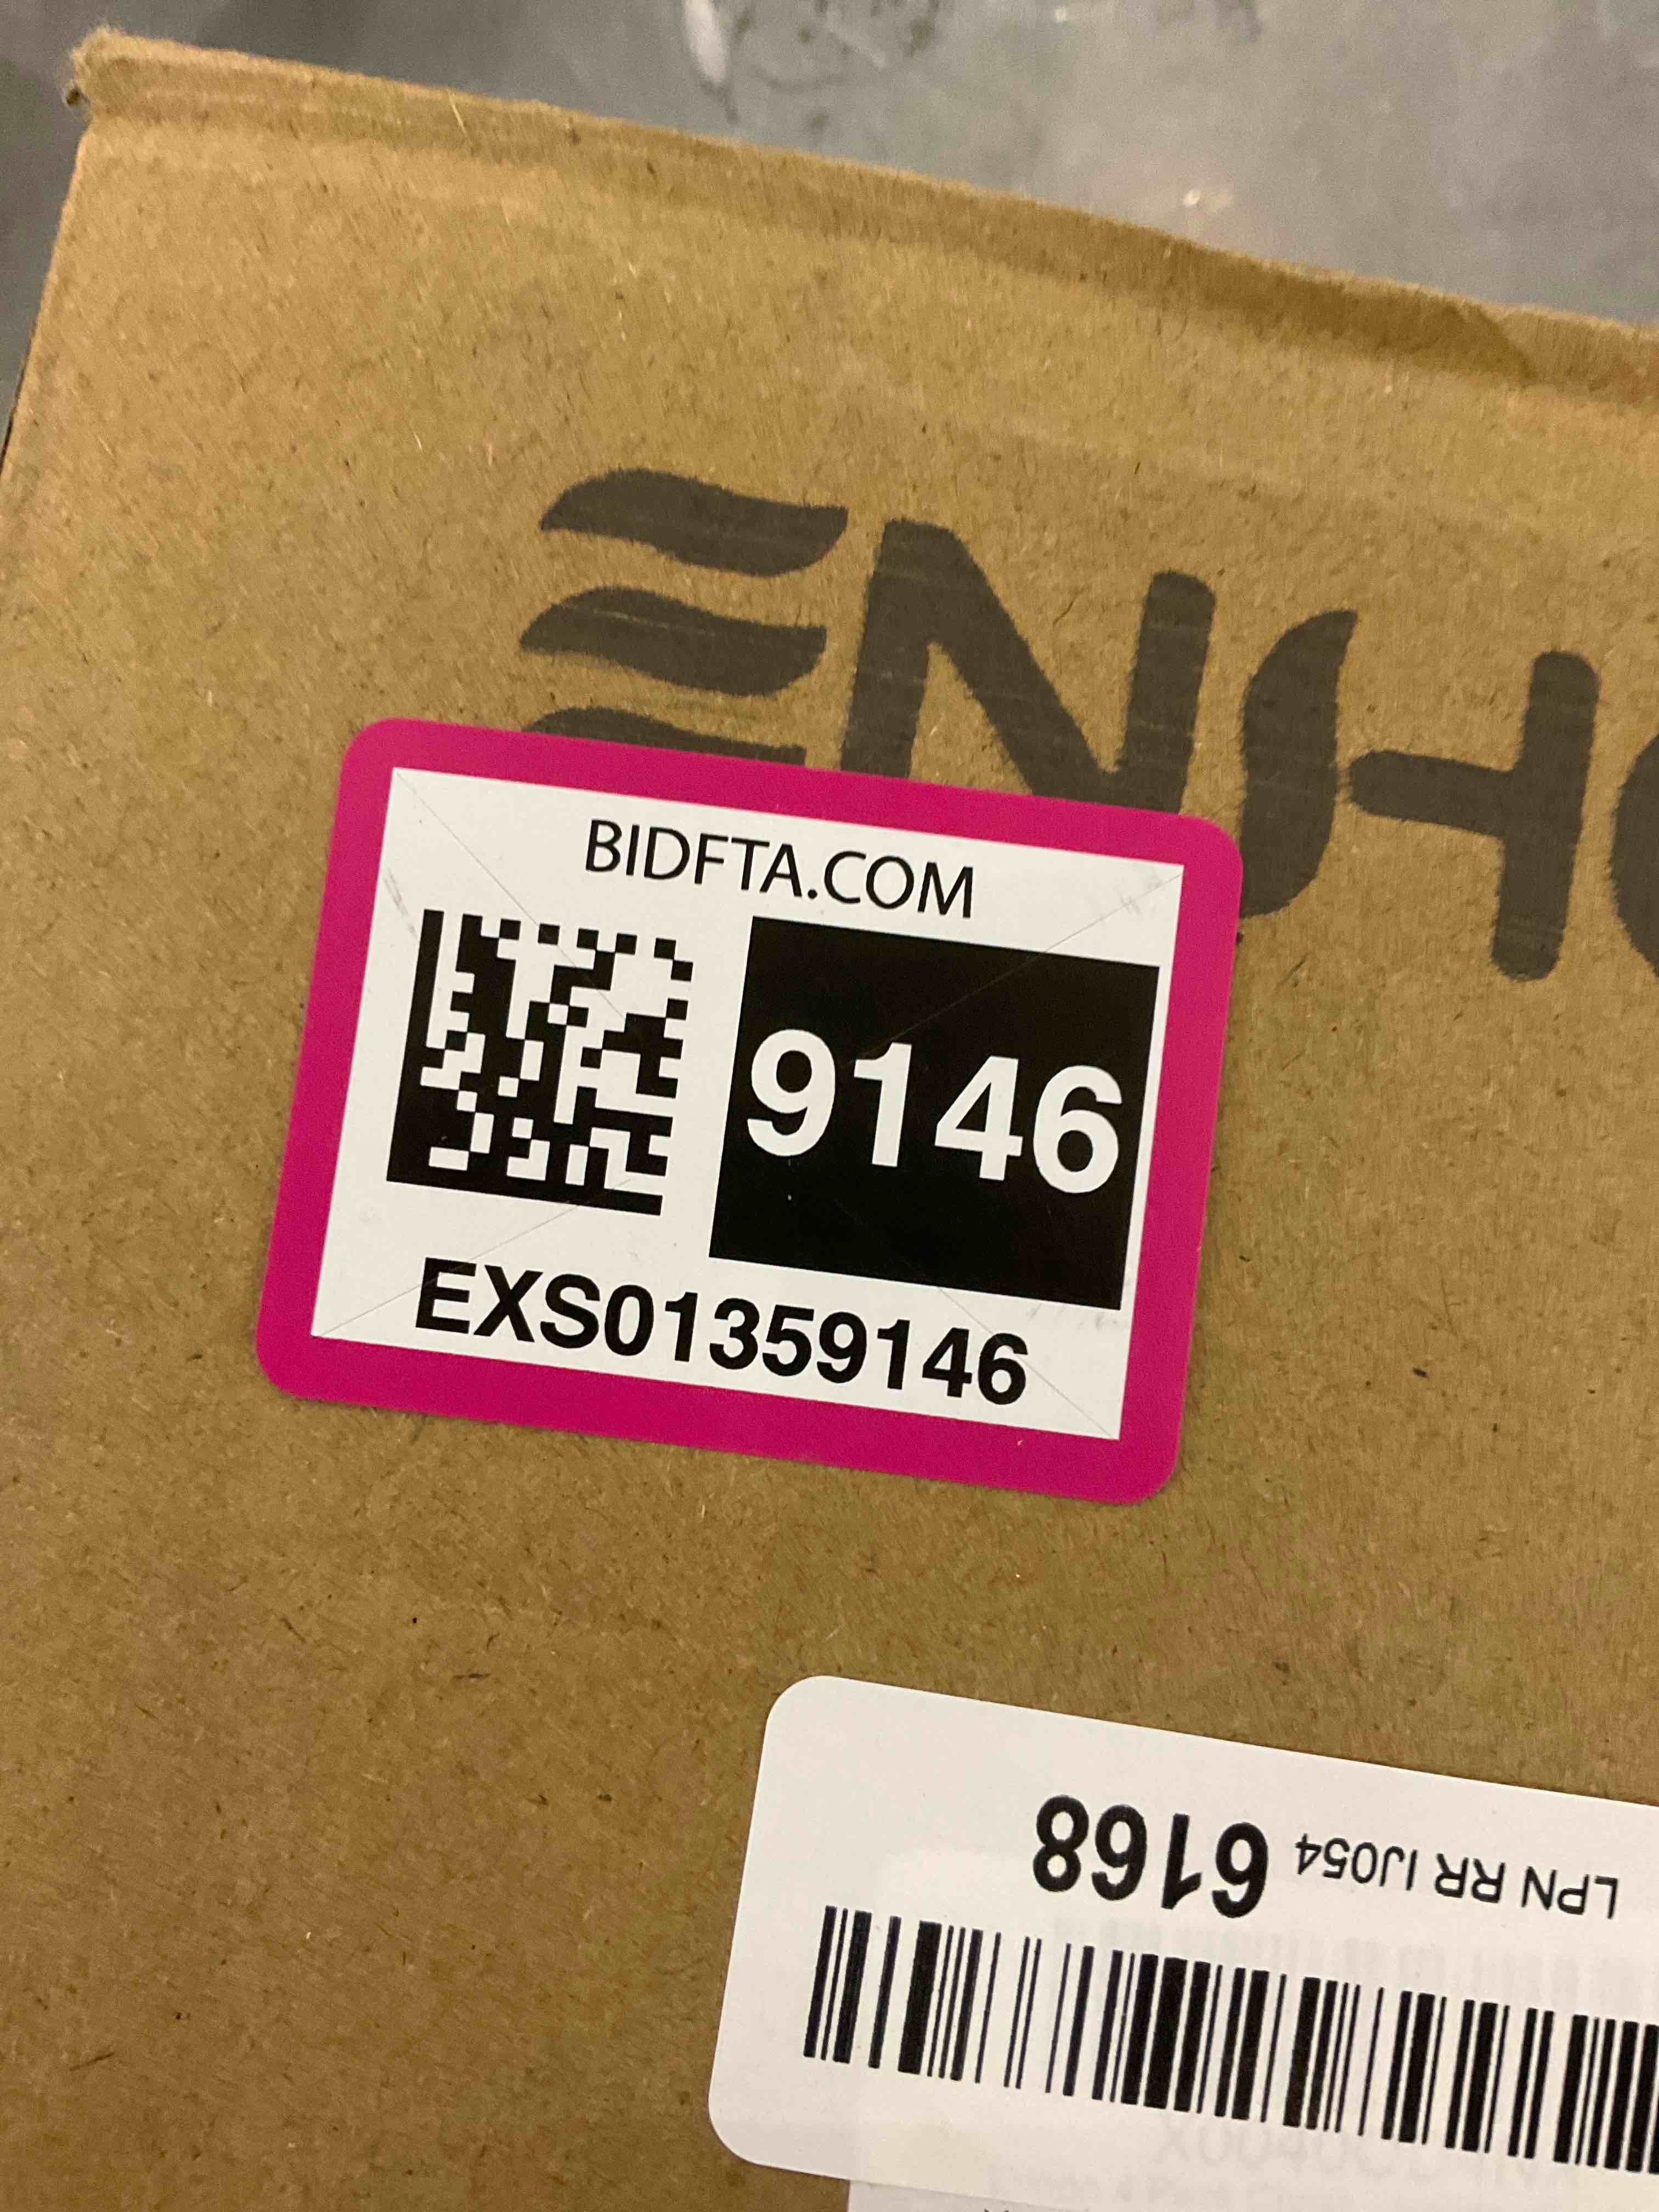 BIDFTA.COM
9146
EXS01359146
LPN RR IJ054 6168